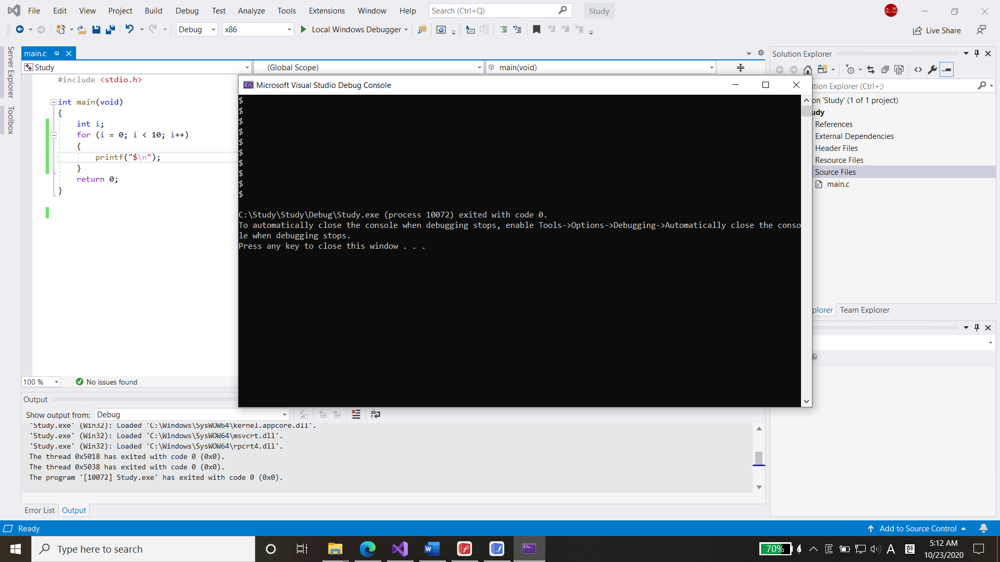 File Edit View Project Build Debug Test Analyze Tools Extensions Window Help Search (Ctrl+Q) Study 소즈
Debug x86 Local Windows Debugger Live Share
Server Explorer
Toolbox
main.c
Study (Global Scope) main(void)
#include <stdio.h>
int main(void)
{
int i;
for (i = 0; i < 10; i++)
{
printf("$\n");
}
return 0;
}
100 % No issues found
Microsoft Visual Studio Debug Console
$
$
$
$
$
$
$
$
$
$
C:\Study\Study\Debug\Study.exe (process 10072) exited with code 0.
To automatically close the console when debugging stops, enable Tools->Options->Debugging->Automatically close the conso
le when debugging stops.
Press any key to close this window . . .
Solution Explorer
tion Explorer (Ctrl+;)
on 'Study' (1 of 1 project)
udy
References
External Dependencies
Header Files
Resource Files
Source Files
main.c
plorer Team Explorer
Output
Show output from: Debug
'Study.exe' (Win32): Loaded 'C:\Windows\SysWOW64\kernel.appcore.dll'.
'Study.exe' (Win32): Loaded 'C:\Windows\SysWOW64\msvcrt.dll'.
'Study.exe' (Win32): Loaded 'C:\Windows\SysWOW64\rpcrt4.dll'.
The thread 0x5018 has exited with code 0 (0x0).
The thread 0x5038 has exited with code 0 (0x0).
The program '[10072] Study.exe' has exited with code 0 (0x0).
Error List Output
Ready Add to Source Control
Type here to search
70% E A 한 5:12 AM
10/23/2020